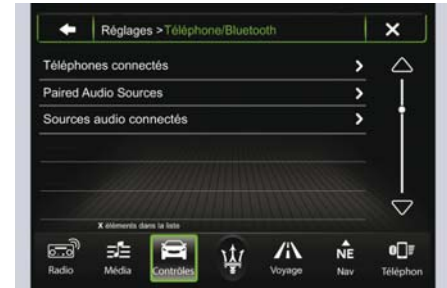 Réglages >Téléphone/Bluetooth
Téléphones connectés
Paired Audio Sources
Sources audio connectés
X éléments dans la liste
Radio Média Contrôles Voyage NE Nav Téléphon